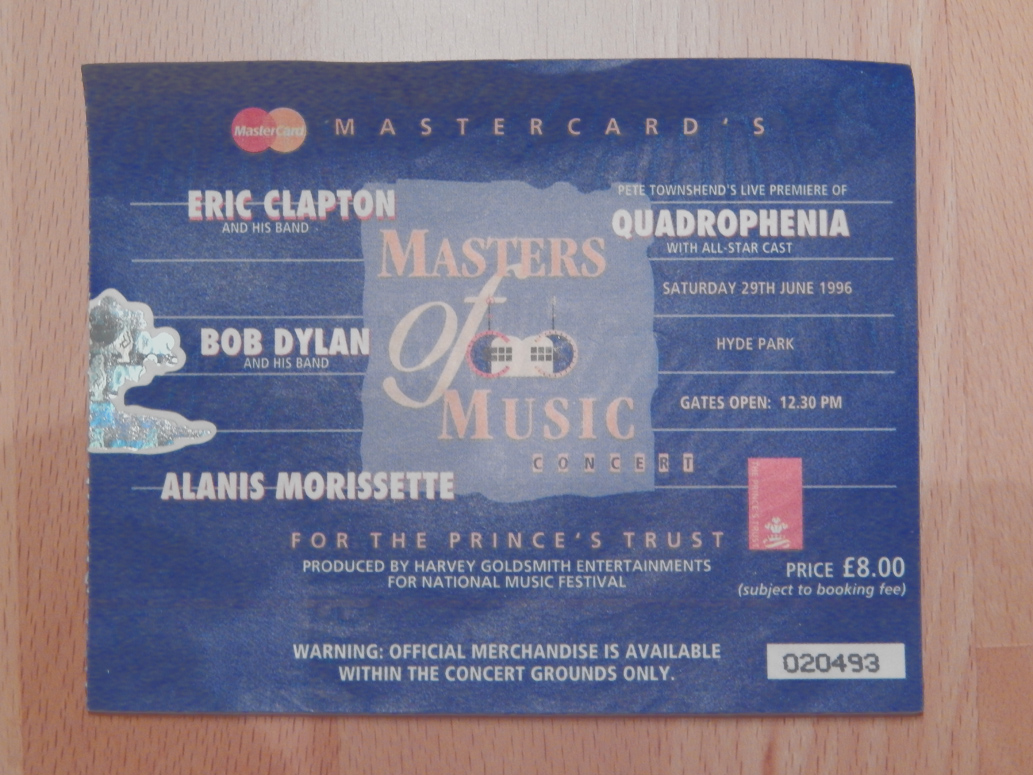 MasterCard MASTERCARD'S
ERIC CLAPTON
AND HIS BAND
BOB DYLAN
AND HIS BAND
ALANIS MORISSETTE
MASTERS
of
MUSIC
CONCERT
PETE TOWNSHEND'S LIVE PREMIERE OF
QUADROPHENIA
WITH ALL-STAR CAST
SATURDAY 29TH JUNE 1996
HYDE PARK
GATES OPEN: 12.30 PM
FOR THE PRINCE'S TRUST
THE PRINCE'S TRUST
PRODUCED BY HARVEY GOLDSMITH ENTERTAINMENTS
FOR NATIONAL MUSIC FESTIVAL
PRICE £8.00
(subject to booking fee)
WARNING: OFFICIAL MERCHANDISE IS AVAILABLE
WITHIN THE CONCERT GROUNDS ONLY.
020493